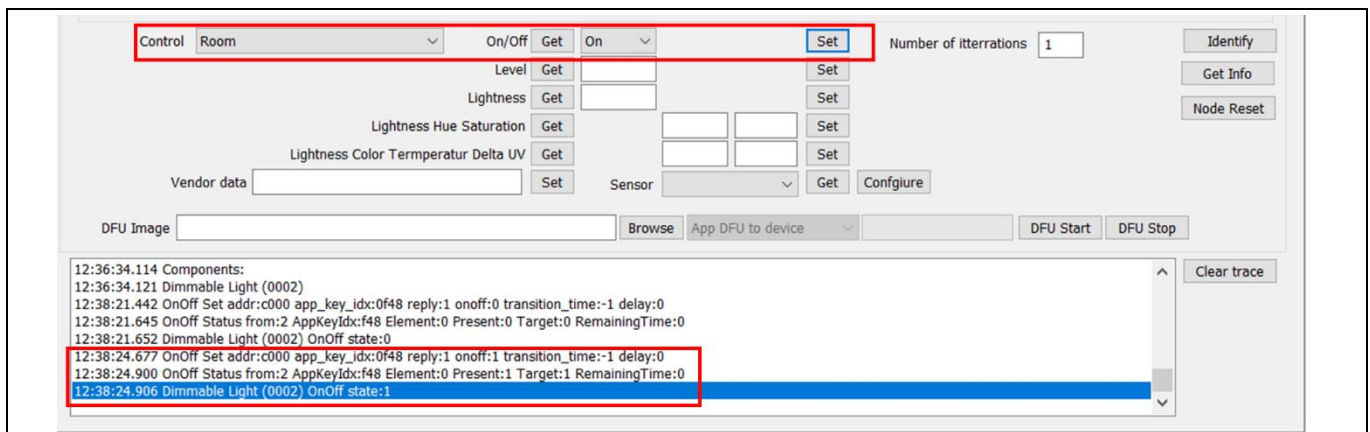 Control Room On/Off Get On Set Number of itterrations 1 Identify
Level Get Set Get Info
Lightness Get Set Node Reset
Lightness Hue Saturation Get Set
Lightness Color Termperatur Delta UV Get Set
Vendor data Set Sensor Get Confgiure
DFU Image Browse App DFU to device DFU Start DFU Stop
12:36:34.114 Components: Clear trace
12:36:34.121 Dimmable Light (0002)
12:38:21.442 OnOff Set addr:c000 app_key_idx:0f48 reply:1 onoff:0 transition_time:-1 delay:0
12:38:21.645 OnOff Status from:2 AppKeyIdx:f48 Element:0 Present:0 Target:0 RemainingTime:0
12:38:21.652 Dimmable Light (0002) OnOff state:0
12:38:24.677 OnOff Set addr:c000 app_key_idx:0f48 reply:1 onoff:1 transition_time:-1 delay:0
12:38:24.900 OnOff Status from:2 AppKeyIdx:f48 Element:0 Present:1 Target:1 RemainingTime:0
12:38:24.906 Dimmable Light (0002) OnOff state:1